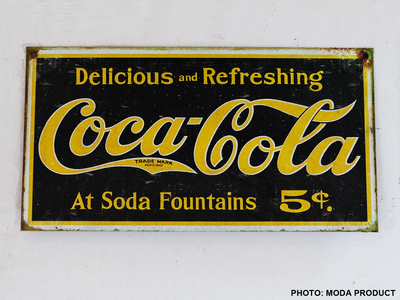 Delicious and Refreshing
Coca-Cola
TRADE MARK
At Soda Fountains 5¢.
PHOTO: MODA PRODUCT